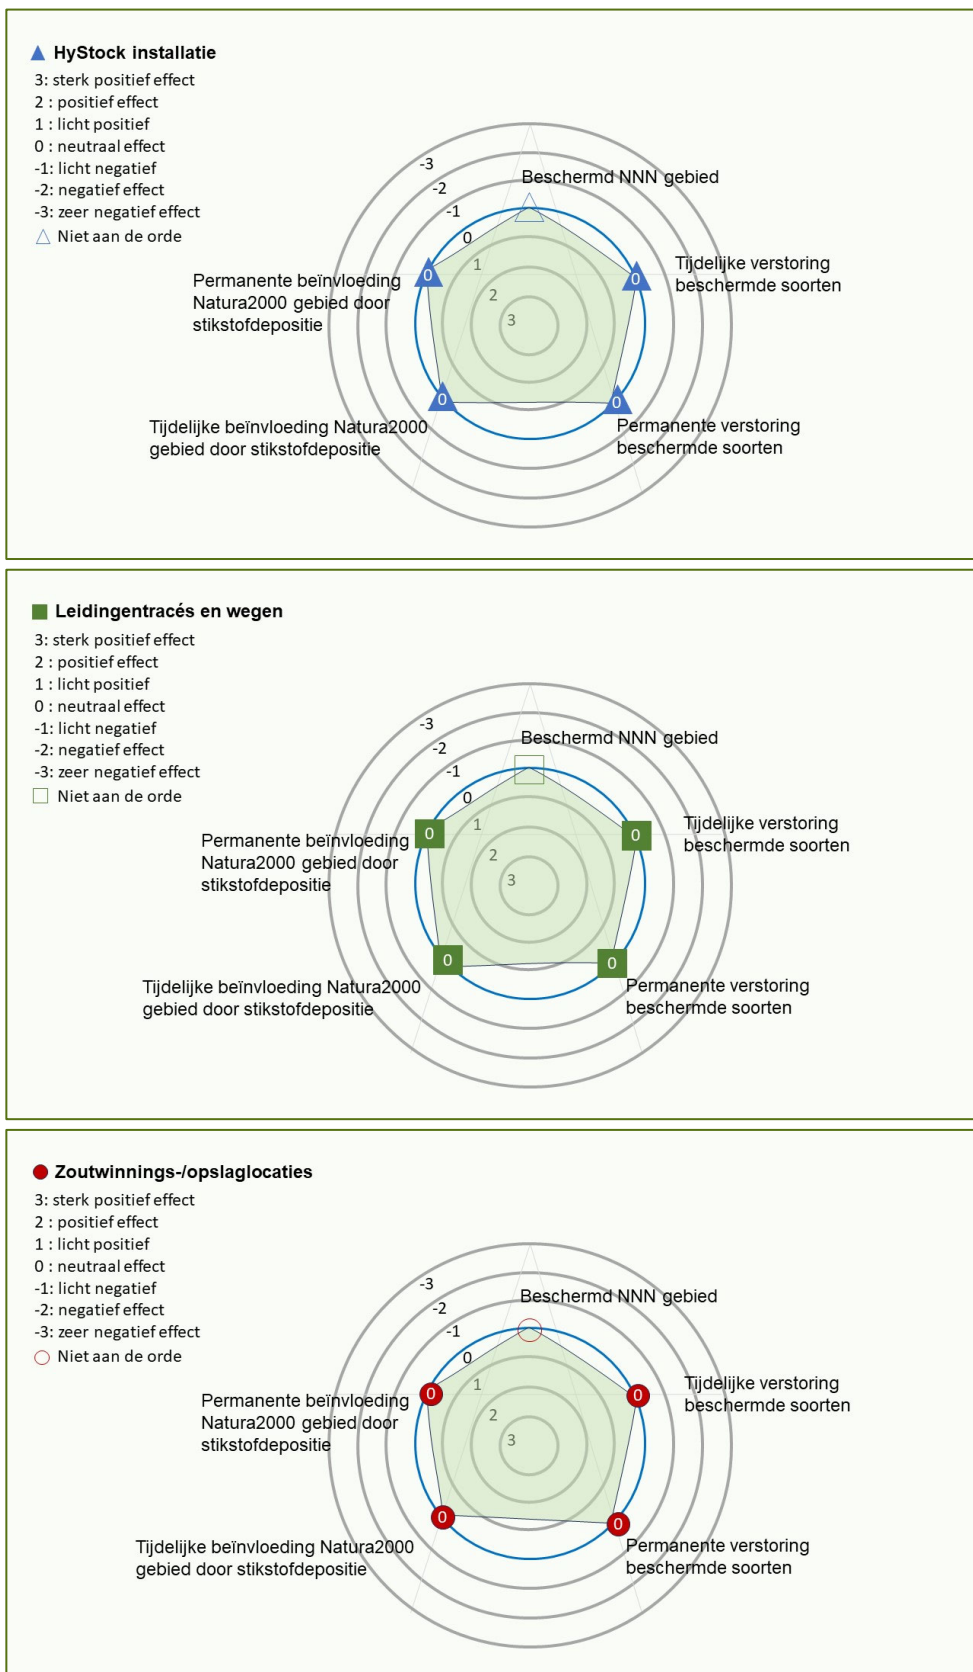 HyStock installatie
3: sterk positief effect
2 : positief effect
1 : licht positief
0 : neutraal effect
-1: licht negatief
-2: negatief effect
-3: zeer negatief effect
Niet aan de orde
-3
-2
-1
0
1
2
3
Beschermd NNN gebied
Tijdelijke verstoring
beschermde soorten
0
Permanente verstoring
beschermde soorten
0
Tijdelijke beïnvloeding Natura2000
gebied door stikstofdepositie
0
Permanente beïnvloeding
Natura2000 gebied door
stikstofdepositie
0
Leidingentracés en wegen
3: sterk positief effect
2 : positief effect
1 : licht positief
0 : neutraal effect
-1: licht negatief
-2: negatief effect
-3: zeer negatief effect
Niet aan de orde
-3
-2
-1
0
1
2
3
Beschermd NNN gebied
Tijdelijke verstoring
beschermde soorten
0
Permanente verstoring
beschermde soorten
0
Tijdelijke beïnvloeding Natura2000
gebied door stikstofdepositie
0
Permanente beïnvloeding
Natura2000 gebied door
stikstofdepositie
0
Zoutwinnings-/opslaglocaties
3: sterk positief effect
2 : positief effect
1 : licht positief
0 : neutraal effect
-1: licht negatief
-2: negatief effect
-3: zeer negatief effect
Niet aan de orde
-3
-2
-1
0
1
2
3
Beschermd NNN gebied
Tijdelijke verstoring
beschermde soorten
0
Permanente verstoring
beschermde soorten
0
Tijdelijke beïnvloeding Natura2000
gebied door stikstofdepositie
0
Permanente beïnvloeding
Natura2000 gebied door
stikstofdepositie
0